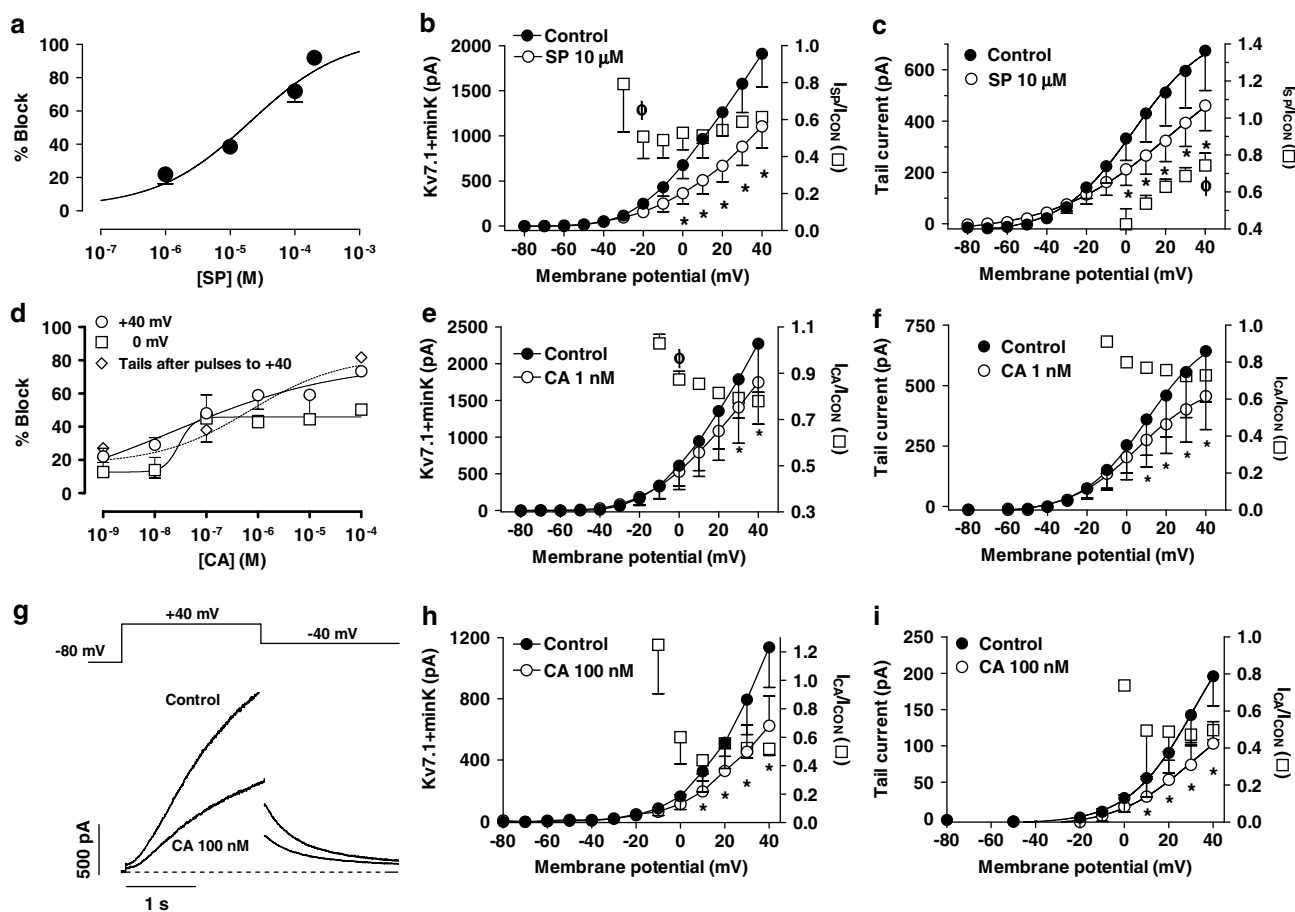 a
% Block
100
80
60
40
20
0
10⁻⁷ 10⁻⁶ 10⁻⁵ 10⁻⁴ 10⁻³
[SP] (M)
b
Control
SP 10 μM
Kv7.1+minK (pA)
2000
1500
1000
500
0
-80 -60 -40 -20 0 20 40
Membrane potential (mV)
1.0
0.8
0.6
0.4
0.2
0.0
I_SP/I_CON (□)
ϕ
* * * * *
c
Control
SP 10 μM
Tail current (pA)
600
400
200
0
-80 -60 -40 -20 0 20 40
Membrane potential (mV)
1.4
1.2
1.0
0.8
0.6
0.4
I_SP/I_CON (□)
* * * * *
ϕ
d
+40 mV
0 mV
Tails after pulses to +40
% Block
100
80
60
40
20
0
10⁻⁹ 10⁻⁸ 10⁻⁷ 10⁻⁶ 10⁻⁵ 10⁻⁴
[CA] (M)
e
Control
CA 1 nM
Kv7.1+minK (pA)
2500
2000
1500
1000
500
0
-80 -60 -40 -20 0 20 40
Membrane potential (mV)
1.1
0.9
0.7
0.5
0.3
I_CA/I_CON (□)
ϕ
* *
f
Control
CA 1 nM
Tail current (pA)
750
500
250
0
-80 -60 -40 -20 0 20 40
Membrane potential (mV)
1.0
0.8
0.6
0.4
0.2
0.0
I_CA/I_CON (□)
* * * *
g
+40 mV
-80 mV
-40 mV
Control
CA 100 nM
500 pA
1 s
h
Control
CA 100 nM
Kv7.1+minK (pA)
1200
800
400
0
-80 -60 -40 -20 0 20 40
Membrane potential (mV)
1.2
1.0
0.8
0.6
0.4
0.2
0.0
I_CA/I_CON (□)
* * * *
i
Control
CA 100 nM
Tail current (pA)
250
200
150
100
50
0
-80 -60 -40 -20 0 20 40
Membrane potential (mV)
1.0
0.8
0.6
0.4
0.2
0.0
I_CA/I_CON (□)
* * * *